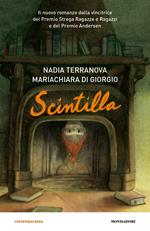 Il nuovo romanzo dalla vincitrice
del Premio Strega Ragazze e Ragazzi
e del Premio Andersen
NADIA TERRANOVA
MARIACHIARA DI GIORGIO
Scintilla
contemporanea
MONDADORI